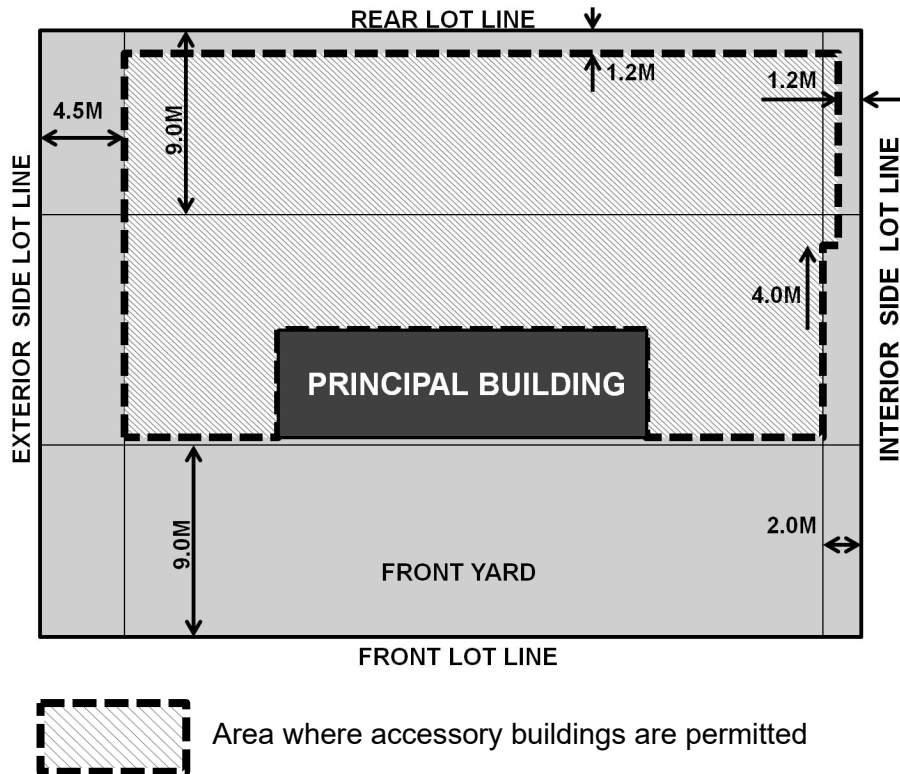 REAR LOT LINE
1.2M
1.2M
4.5M
9.0M
EXTERIOR SIDE LOT LINE
INTERIOR SIDE LOT LINE
4.0M
PRINCIPAL BUILDING
2.0M
9.0M
FRONT YARD
FRONT LOT LINE
Area where accessory buildings are permitted